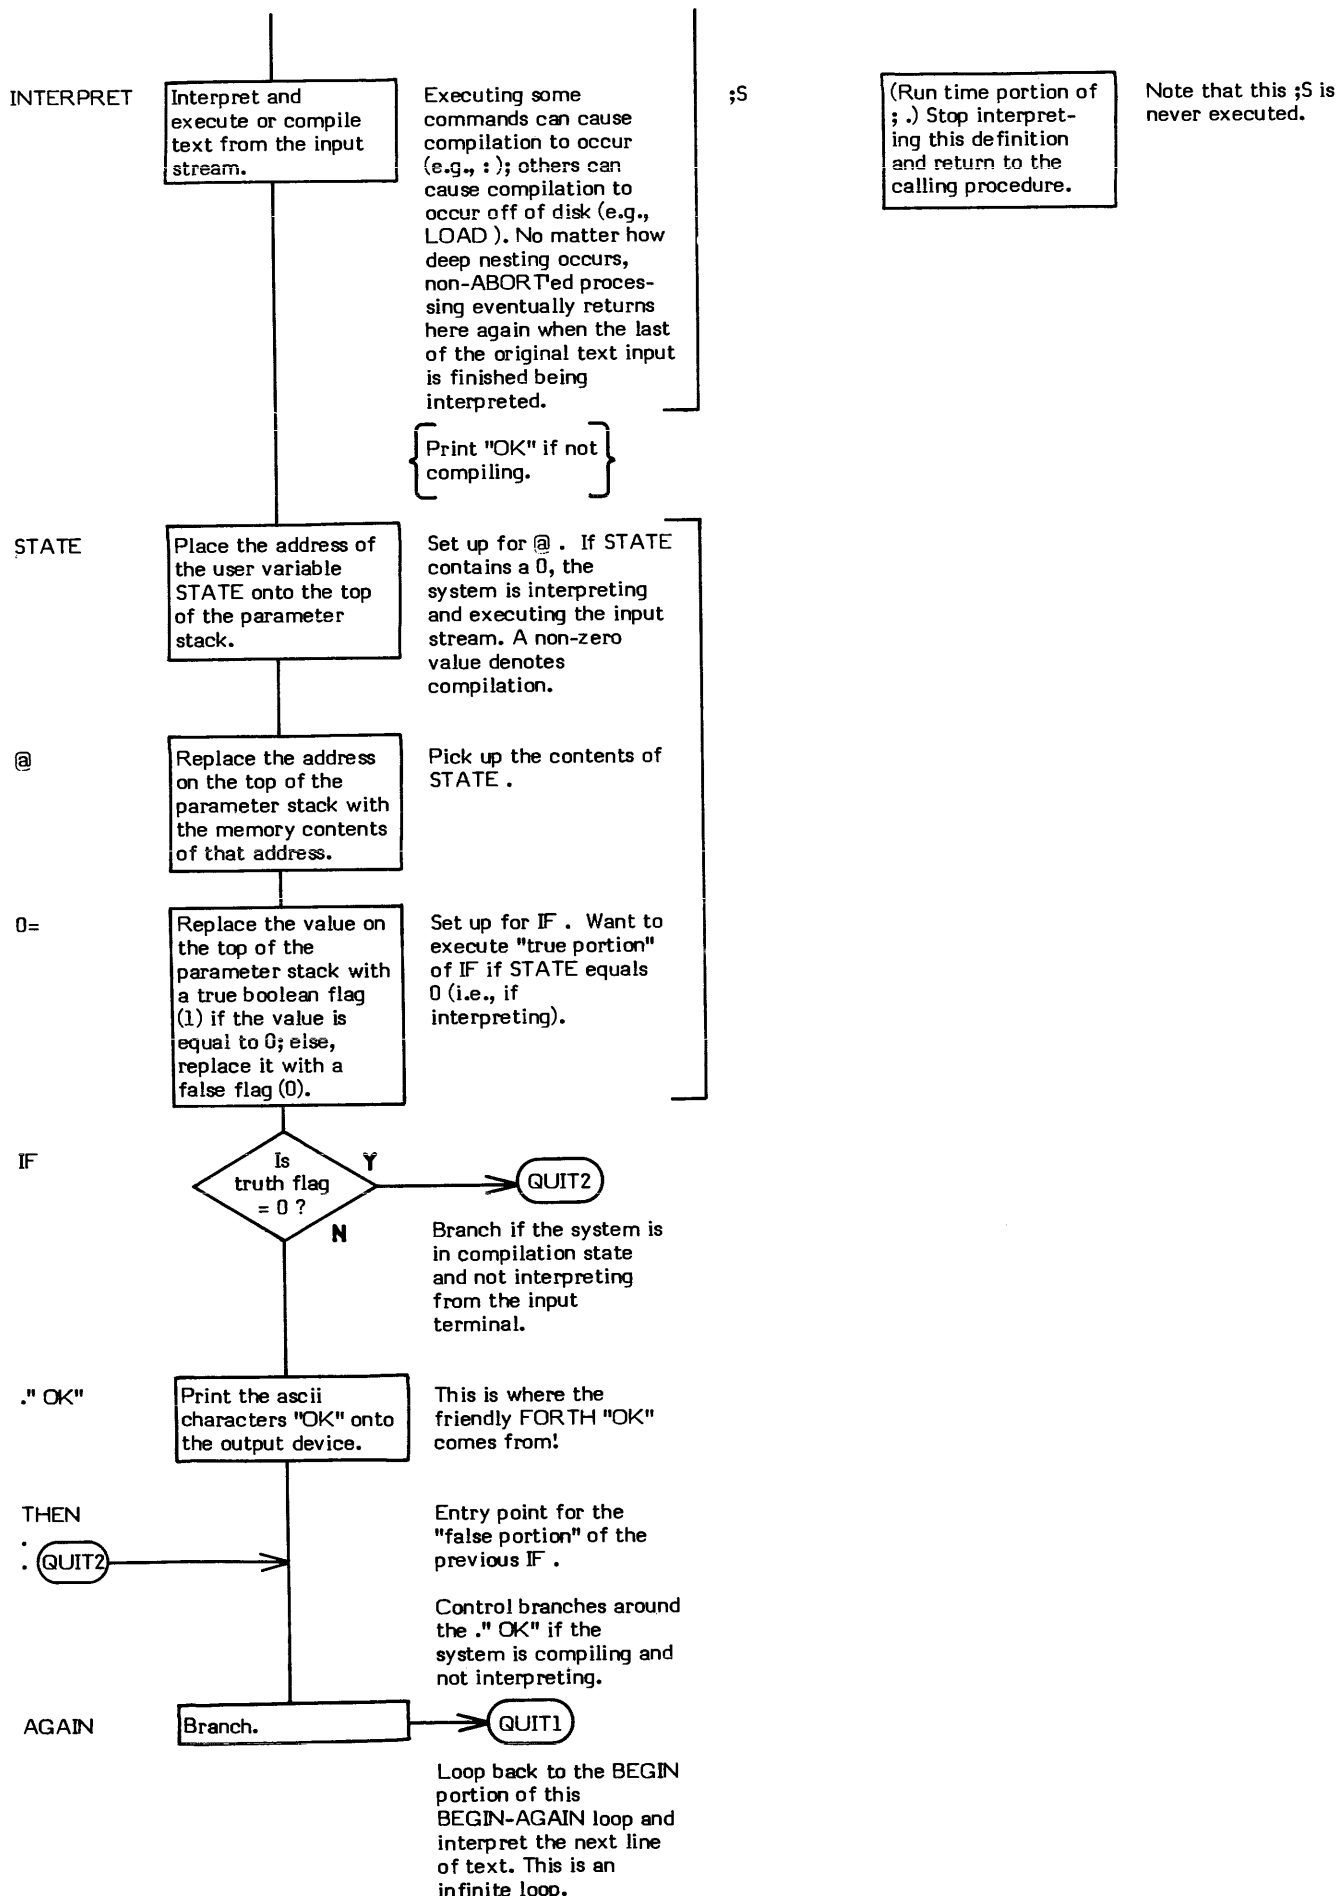 INTERPRET
Interpret and
execute or compile
text from the input
stream.
Executing some
commands can cause
compilation to occur
(e.g., : ); others can
cause compilation to
occur off of disk (e.g.,
LOAD ). No matter how
deep nesting occurs,
non-ABORT'ed proces-
sing eventually returns
here again when the last
of the original text input
is finished being
interpreted.
Print "OK" if not
compiling.
STATE
Place the address of
the user variable
STATE onto the top
of the parameter
stack.
Set up for @ . If STATE
contains a 0, the
system is interpreting
and executing the input
stream. A non-zero
value denotes
compilation.
@
Replace the address
on the top of the
parameter stack with
the memory contents
of that address.
Pick up the contents of
STATE .
0=
Replace the value on
the top of the
parameter stack with
a true boolean flag
(1) if the value is
equal to 0; else,
replace it with a
false flag (0).
Set up for IF . Want to
execute "true portion"
of IF if STATE equals
0 (i.e., if
interpreting).
IF
Is
truth flag
= 0 ?
Y
N
QUIT2
Branch if the system is
in compilation state
and not interpreting
from the input
terminal.
." OK"
Print the ascii
characters "OK" onto
the output device.
This is where the
friendly FORTH "OK"
comes from!
THEN
: QUIT2
Entry point for the
"false portion" of the
previous IF .
Control branches around
the ." OK" if the
system is compiling and
not interpreting.
AGAIN
Branch.
QUIT1
Loop back to the BEGIN
portion of this
BEGIN-AGAIN loop and
interpret the next line
of text. This is an
infinite loop.
;S
(Run time portion of
; .) Stop interpret-
ing this definition
and return to the
calling procedure.
Note that this ;S is
never executed.